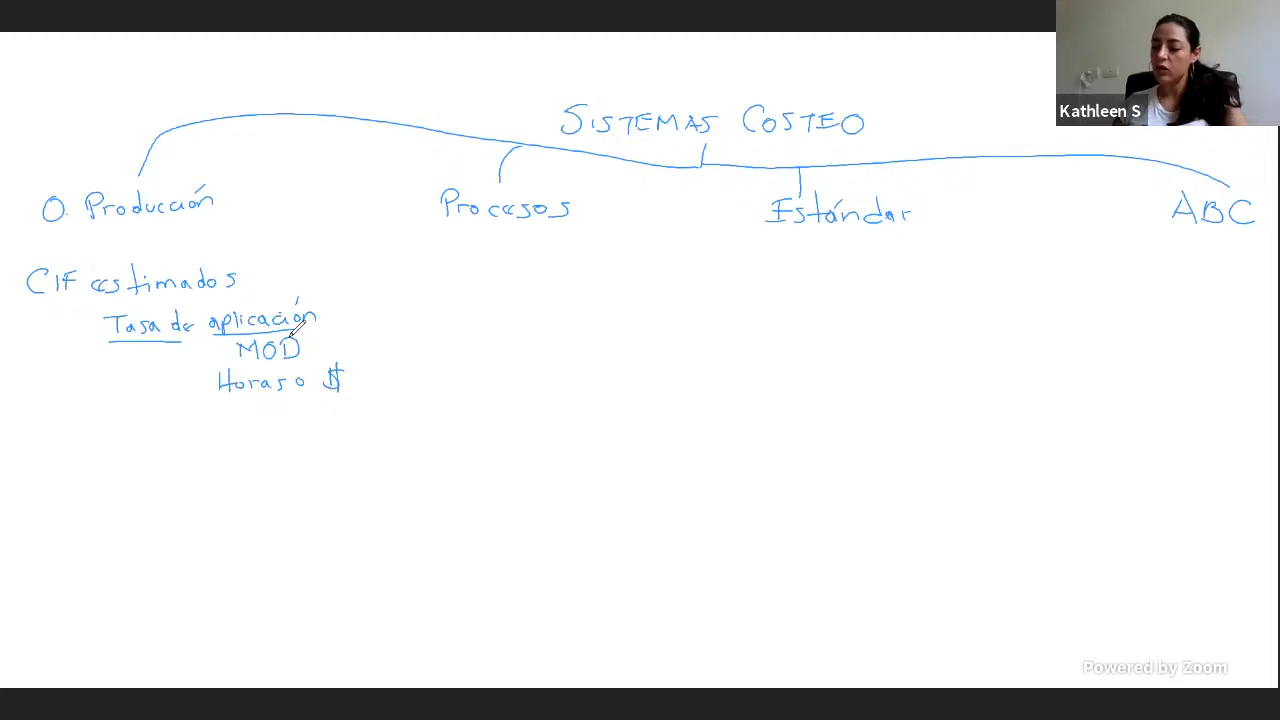 SISTEMAS COSTEO
Kathleen S
O. Producción
Procesos
Estándar
ABC
CIF estimados
Tasa de aplicación
MOD
Horas o $
Powered by Zoom